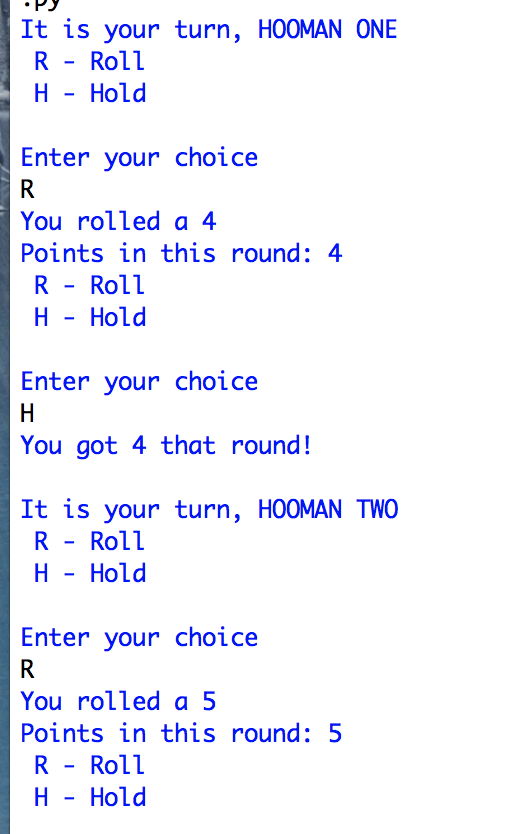 .py
It is your turn, HOOMAN ONE
R - Roll
H - Hold
Enter your choice
R
You rolled a 4
Points in this round: 4
R - Roll
H - Hold
Enter your choice
H
You got 4 that round!
It is your turn, HOOMAN TWO
R - Roll
H - Hold
Enter your choice
R
You rolled a 5
Points in this round: 5
R - Roll
H - Hold